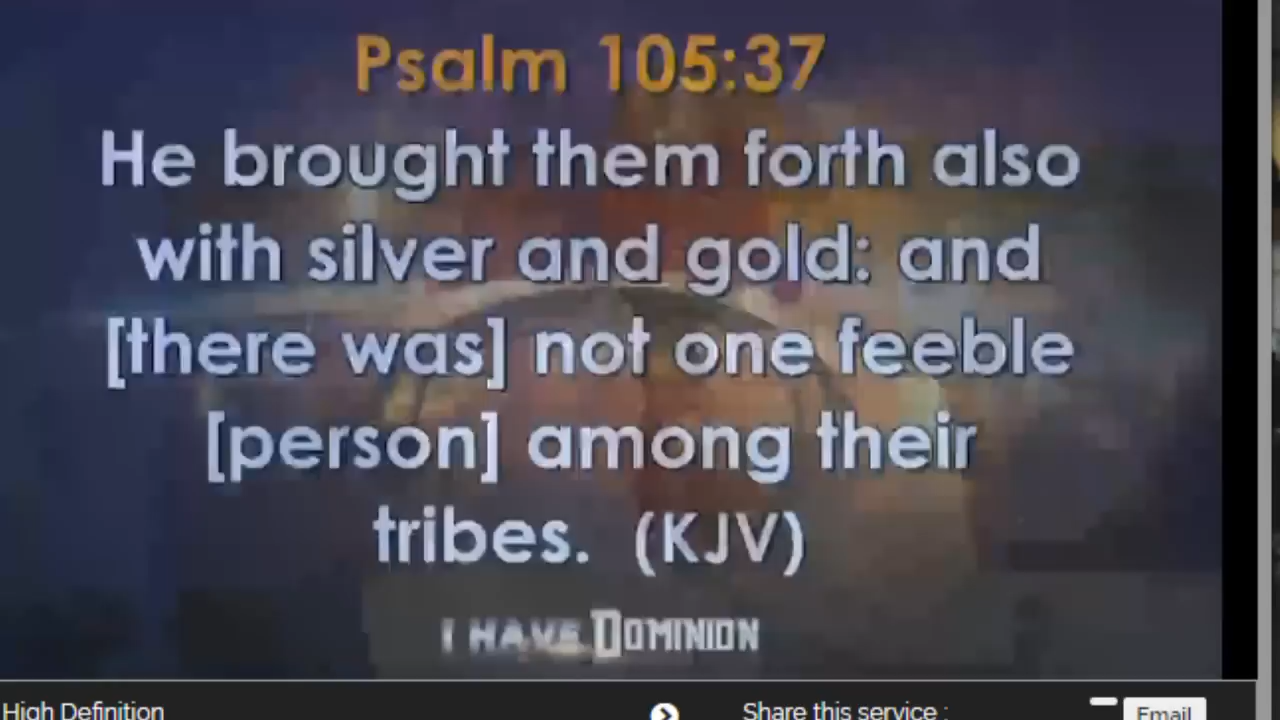 Psalm 105:37
He brought them forth also
with silver and gold: and
[there was] not one feeble
[person] among their
tribes. (KJV)
I HAVE DOMINION
High Definition
Share this service :
Email